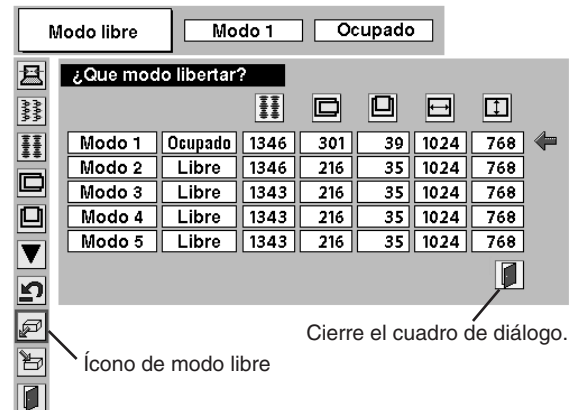 Modo libre Modo 1 Ocupado
¿Que modo libertar?
Modo 1 Ocupado 1346 301 39 1024 768
Modo 2 Libre 1346 216 35 1024 768
Modo 3 Libre 1343 216 35 1024 768
Modo 4 Libre 1343 216 35 1024 768
Modo 5 Libre 1343 216 35 1024 768
Cierre el cuadro de diálogo.
Ícono de modo libre